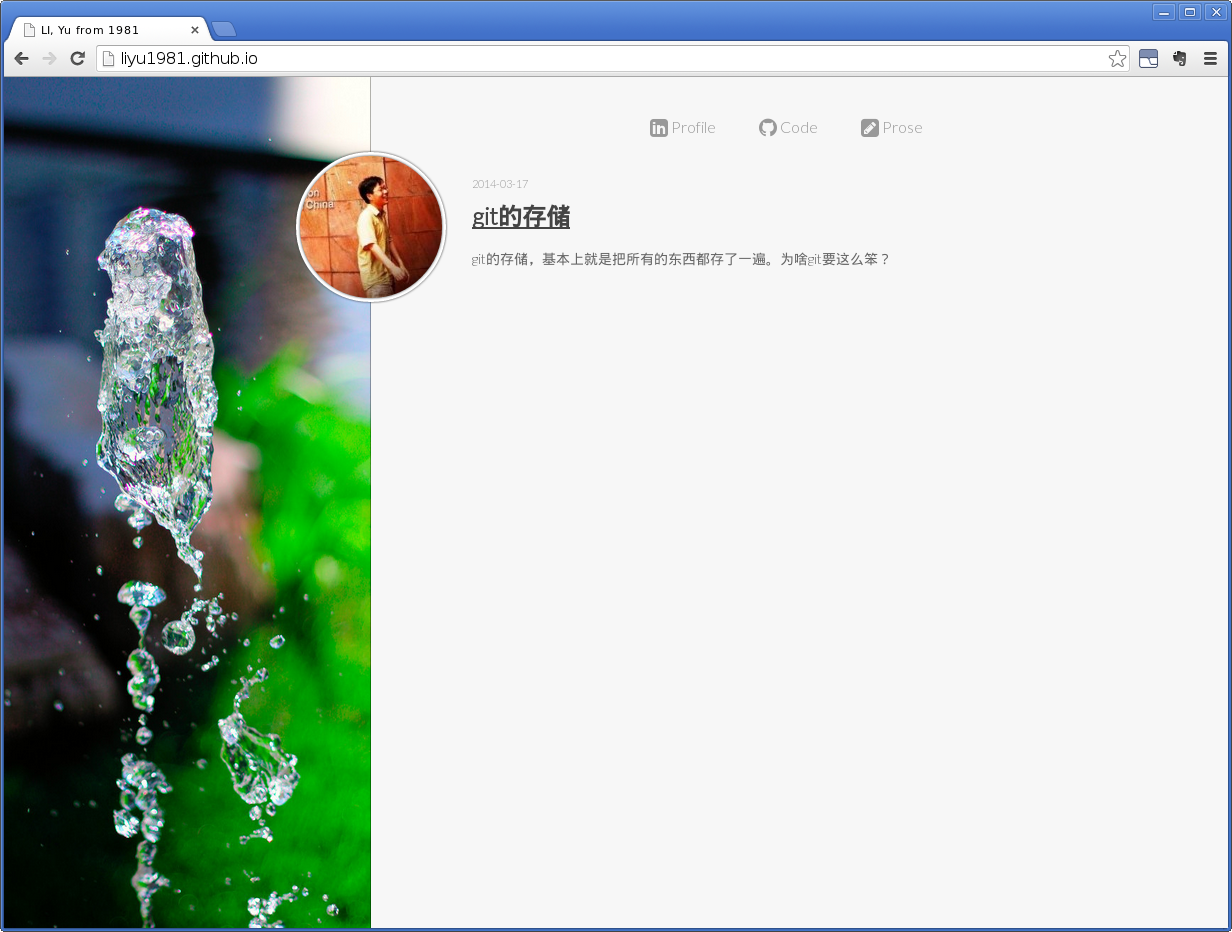 LI, Yu from 1981
liyu1981.github.io
Profile Code Prose
on
China
2014-03-17
git的存储
git的存储，基本上就是把所有的东西都存了一遍。为啥git要这么笨？